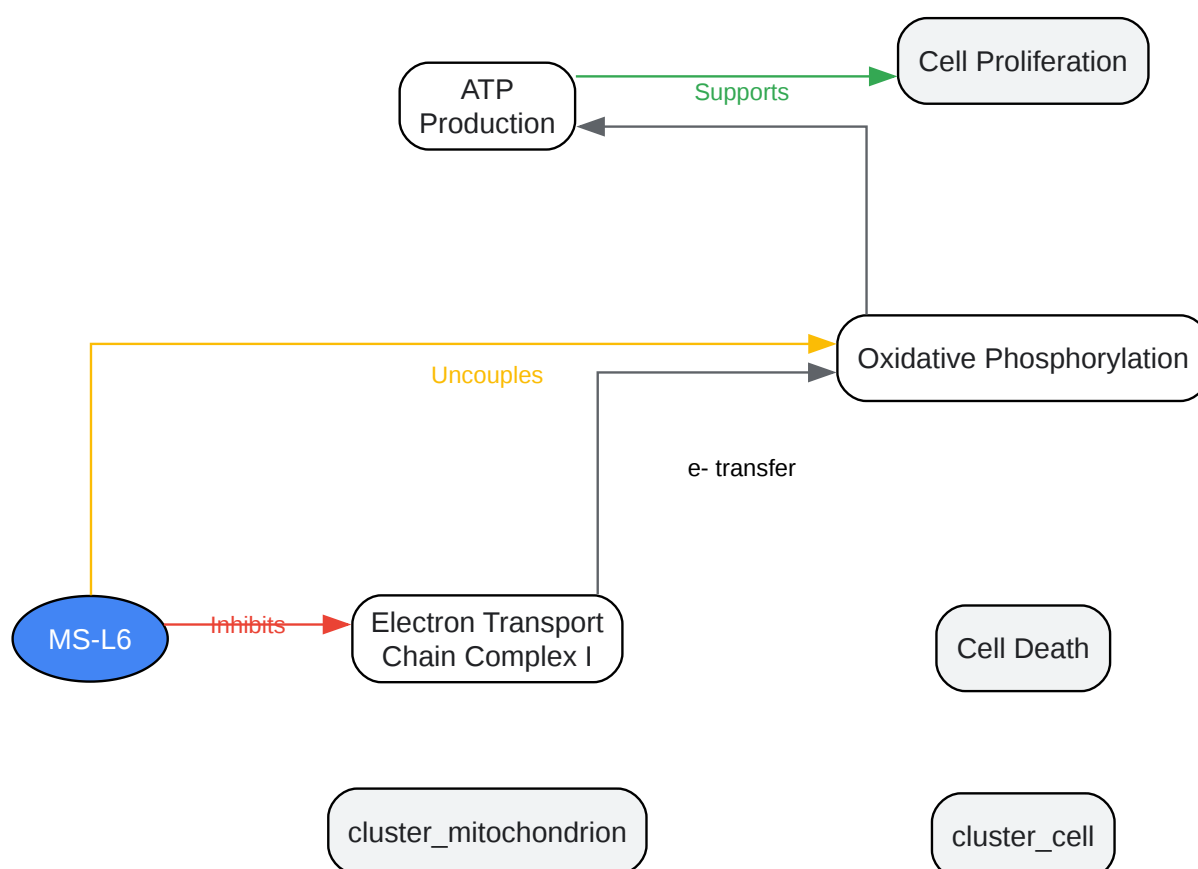 Cell Proliferation
ATP
Production
Supports
Oxidative Phosphorylation
Uncouples
e- transfer
MS-L6
Inhibits
Electron Transport
Chain Complex I
Cell Death
cluster_mitochondrion
cluster_cell